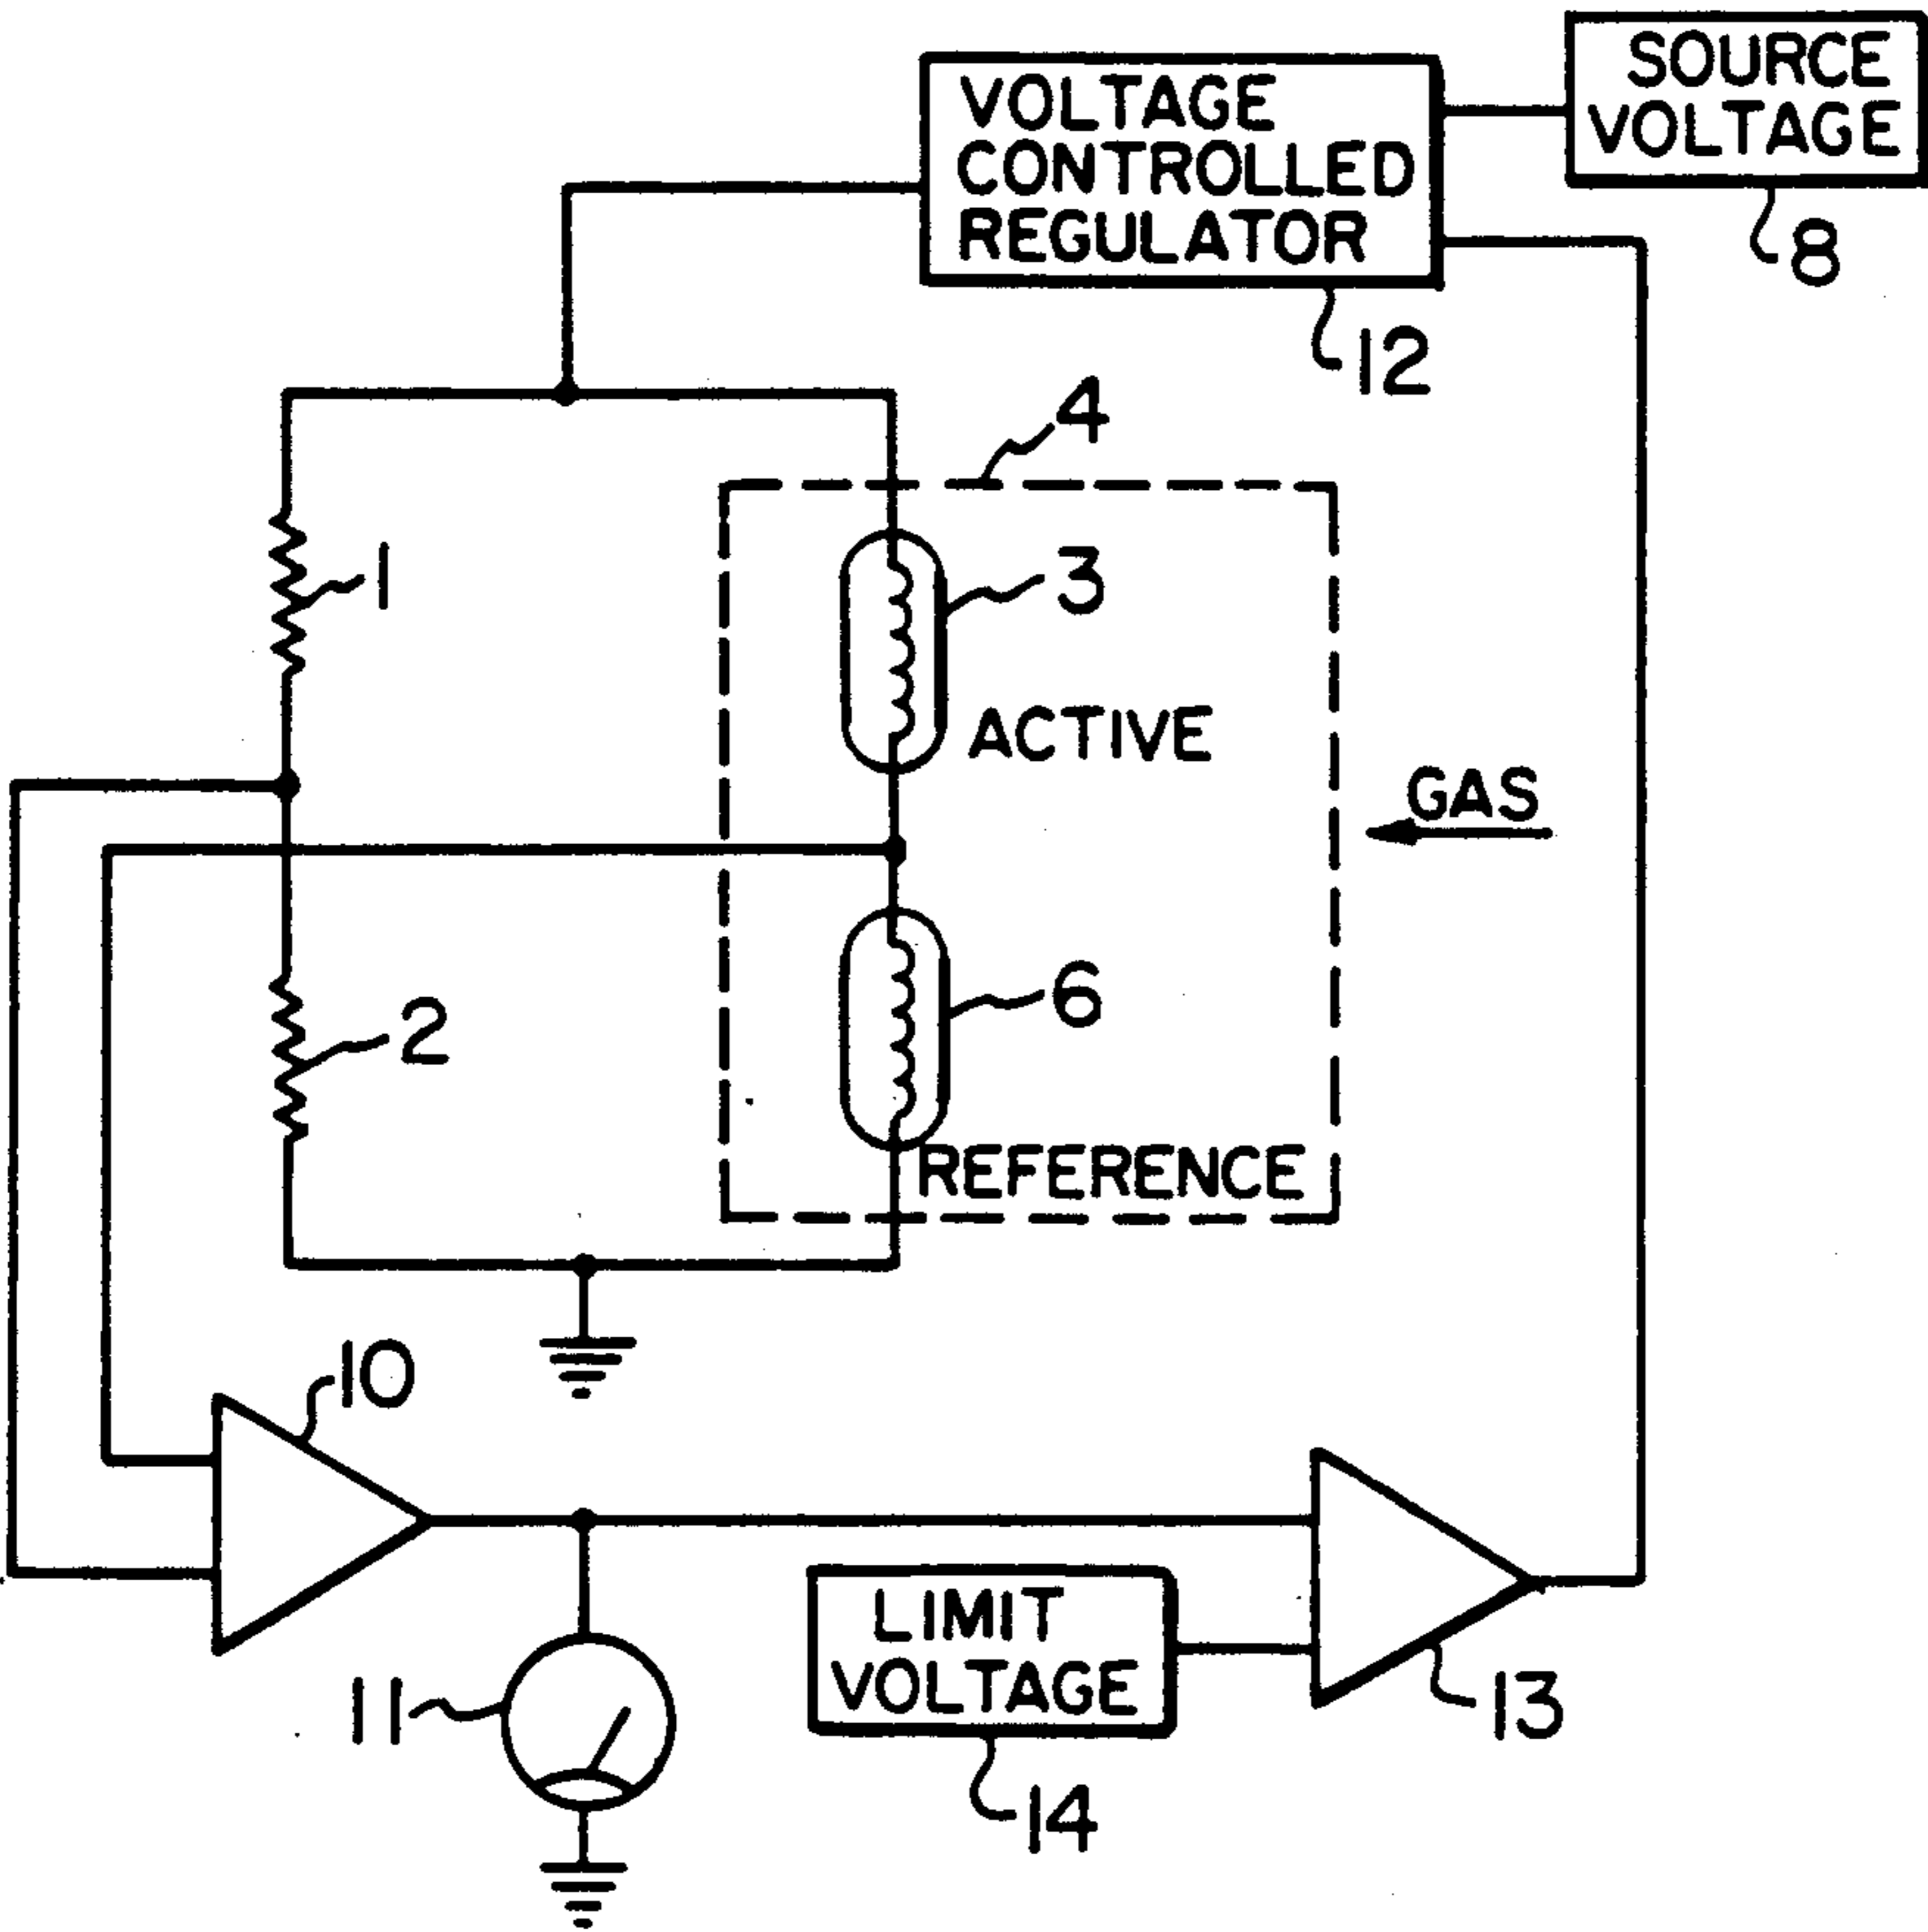 SOURCE
VOLTAGE
8
VOLTAGE
CONTROLLED
REGULATOR
12
4
1
3
ACTIVE
GAS
2
6
REFERENCE
10
LIMIT
VOLTAGE
11
13
14